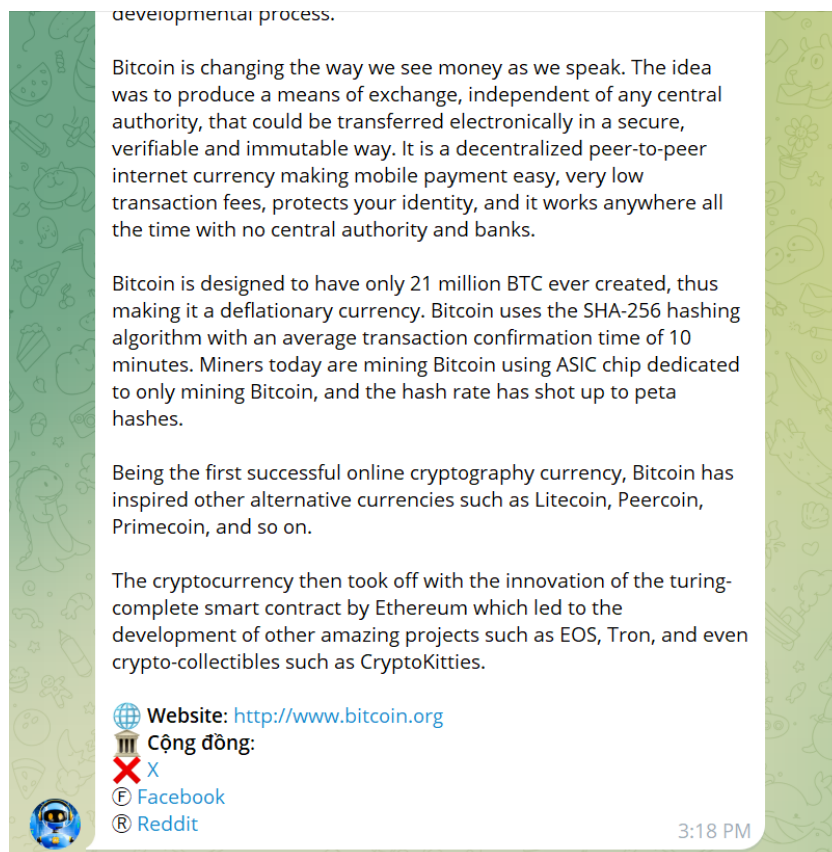 developmental process.
Bitcoin is changing the way we see money as we speak. The idea
was to produce a means of exchange, independent of any central
authority, that could be transferred electronically in a secure,
verifiable and immutable way. It is a decentralized peer-to-peer
internet currency making mobile payment easy, very low
transaction fees, protects your identity, and it works anywhere all
the time with no central authority and banks.
Bitcoin is designed to have only 21 million BTC ever created, thus
making it a deflationary currency. Bitcoin uses the SHA-256 hashing
algorithm with an average transaction confirmation time of 10
minutes. Miners today are mining Bitcoin using ASIC chip dedicated
to only mining Bitcoin, and the hash rate has shot up to peta
hashes.
Being the first successful online cryptography currency, Bitcoin has
inspired other alternative currencies such as Litecoin, Peercoin,
Primecoin, and so on.
The cryptocurrency then took off with the innovation of the turing-
complete smart contract by Ethereum which led to the
development of other amazing projects such as EOS, Tron, and even
crypto-collectibles such as CryptoKitties.
🌐 Website: http://www.bitcoin.org
🏛 Cộng đồng:
❌ X
Ⓕ Facebook
Ⓡ Reddit
3:18 PM